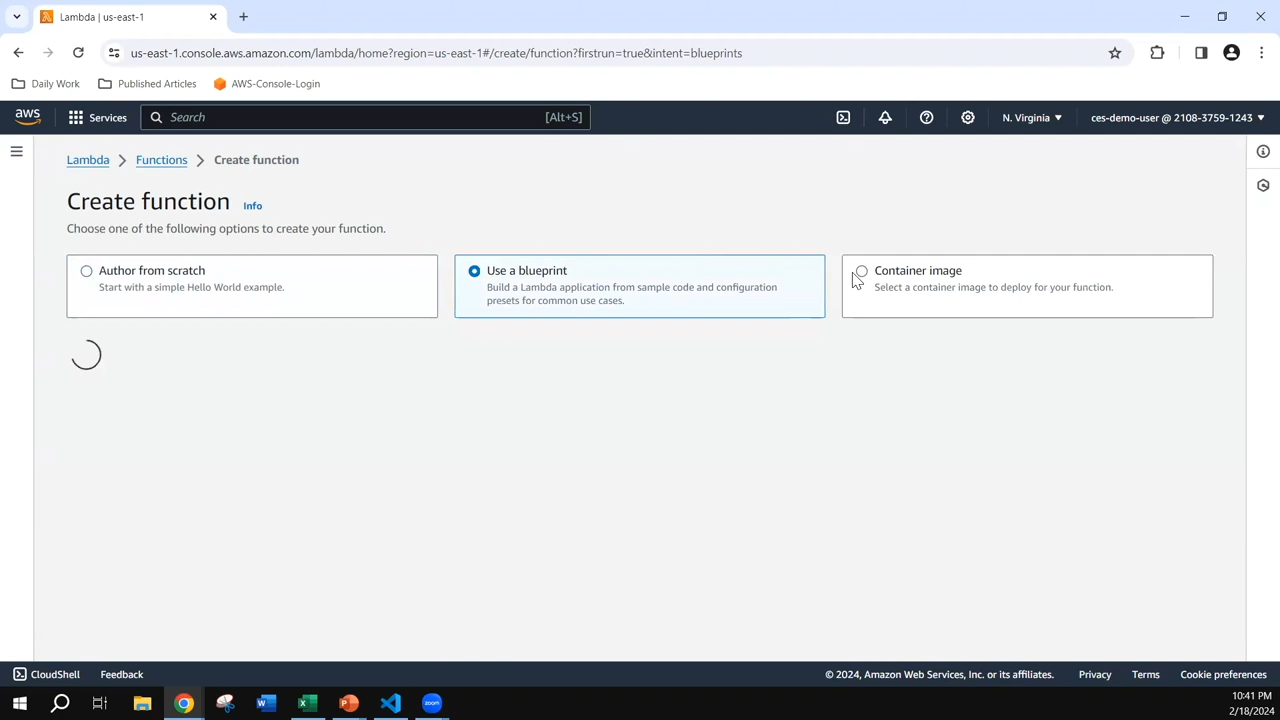 Lambda | us-east-1
us-east-1.console.aws.amazon.com/lambda/home?region=us-east-1#/create/function?firstrun=true&intent=blueprints
Daily Work
Published Articles
AWS-Console-Login
aws
Services
Search
[Alt+S]
N. Virginia
ces-demo-user @ 2108-3759-1243
Lambda
Functions
Create function
Create function
Info
Choose one of the following options to create your function.
Author from scratch
Start with a simple Hello World example.
Use a blueprint
Build a Lambda application from sample code and configuration
presets for common use cases.
Container image
Select a container image to deploy for your function.
CloudShell
Feedback
© 2024, Amazon Web Services, Inc. or its affiliates.
Privacy
Terms
Cookie preferences
zoom
10:41 PM
2/18/2024